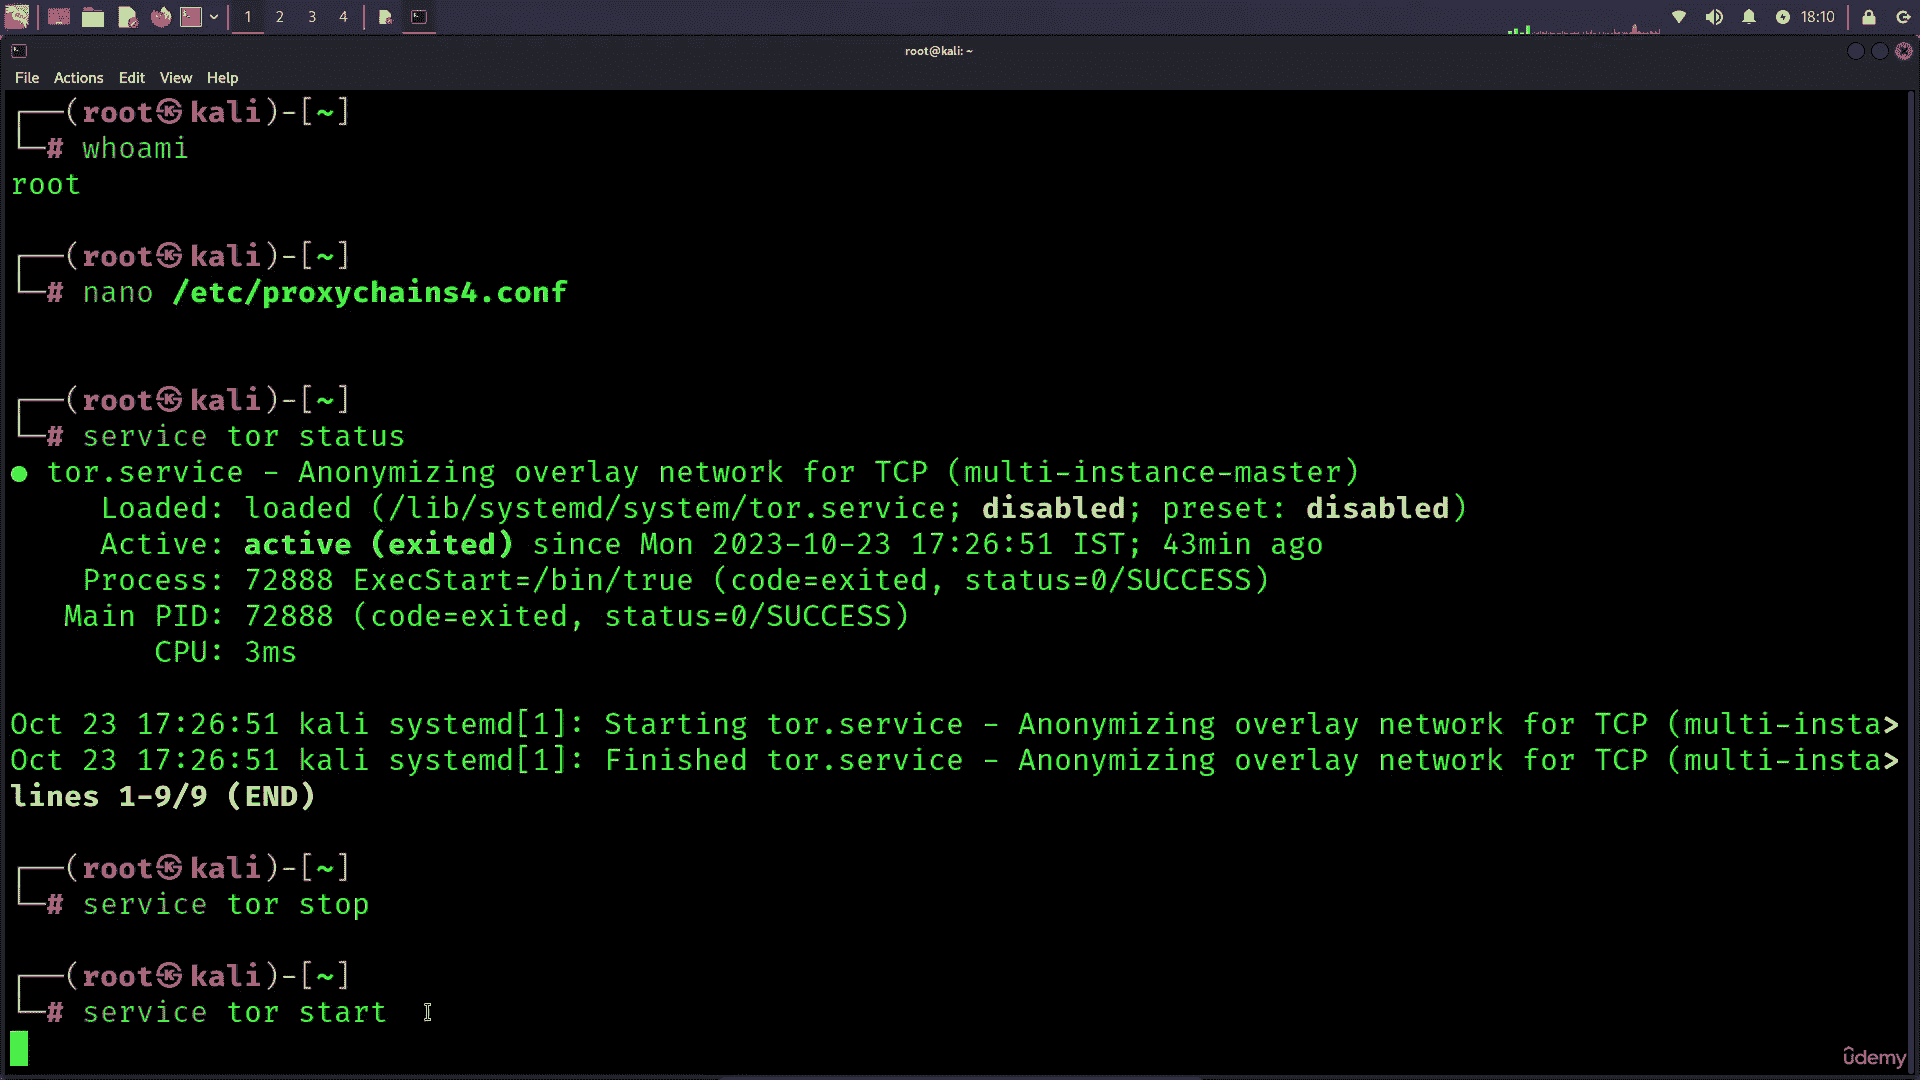 1 2 3 4 18:10
root@kali: ~
File Actions Edit View Help
┌──(root㉿kali)-[~]
└─# whoami
root
┌──(root㉿kali)-[~]
└─# nano /etc/proxychains4.conf
┌──(root㉿kali)-[~]
└─# service tor status
● tor.service - Anonymizing overlay network for TCP (multi-instance-master)
Loaded: loaded (/lib/systemd/system/tor.service; disabled; preset: disabled)
Active: active (exited) since Mon 2023-10-23 17:26:51 IST; 43min ago
Process: 72888 ExecStart=/bin/true (code=exited, status=0/SUCCESS)
Main PID: 72888 (code=exited, status=0/SUCCESS)
CPU: 3ms
Oct 23 17:26:51 kali systemd[1]: Starting tor.service - Anonymizing overlay network for TCP (multi-insta>
Oct 23 17:26:51 kali systemd[1]: Finished tor.service - Anonymizing overlay network for TCP (multi-insta>
lines 1-9/9 (END)
┌──(root㉿kali)-[~]
└─# service tor stop
┌──(root㉿kali)-[~]
└─# service tor start
ûdemy